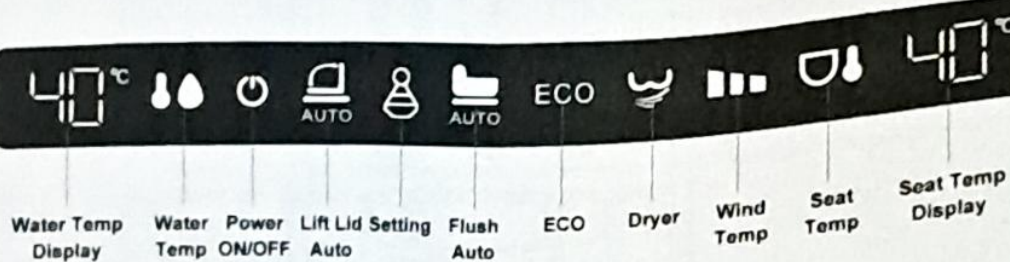 40°C AUTO AUTO ECO 40°C
Water Temp Display
Water Temp
Power ON/OFF
Lift Lid Auto
Setting
Flush Auto
ECO
Dryer
Wind Temp
Seat Temp
Seat Temp Display